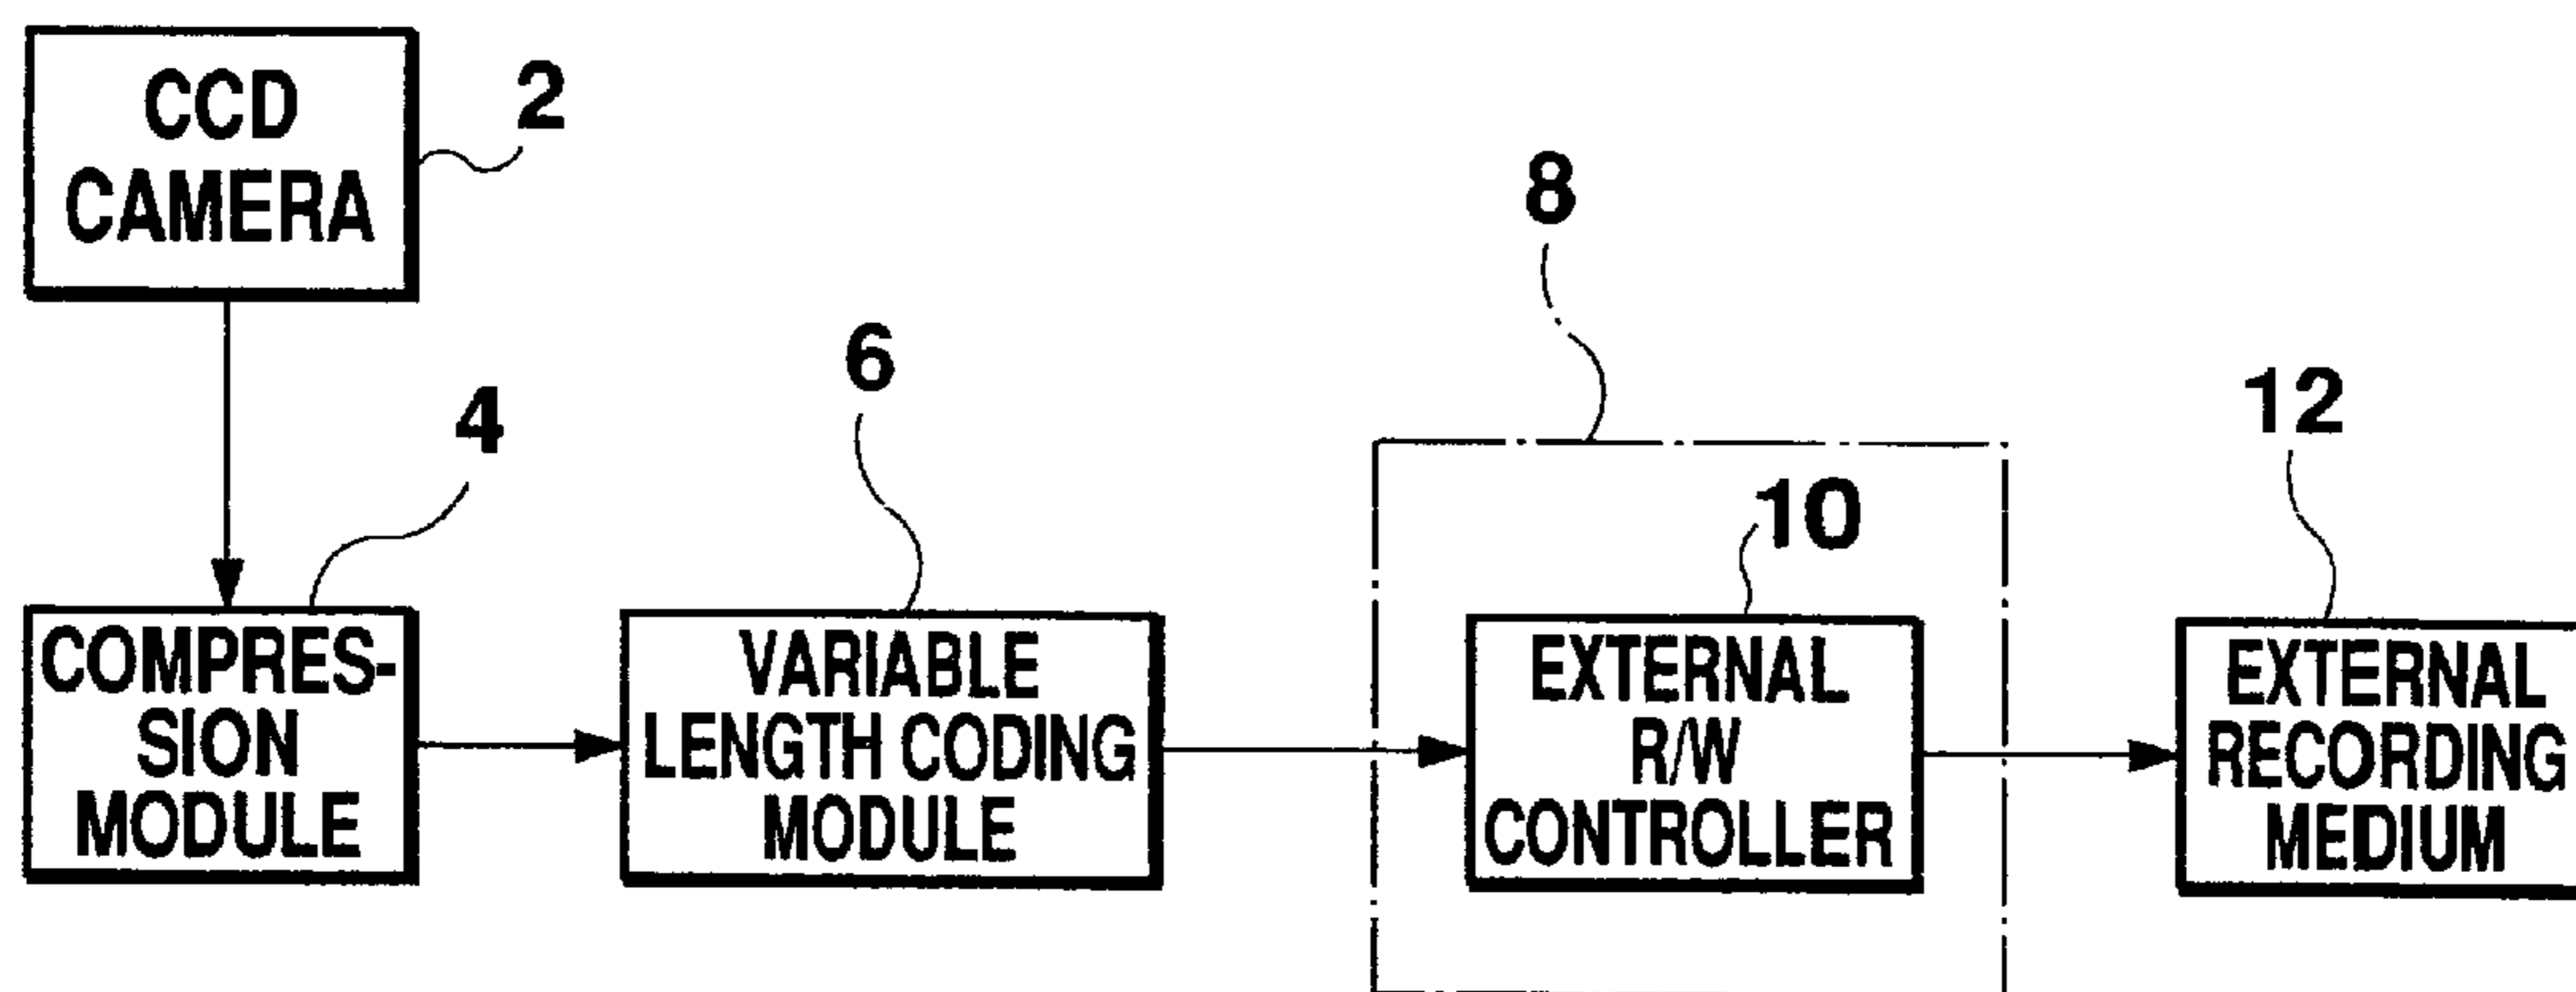 CCD
CAMERA
2
4
COMPRES-
SION
MODULE
6
VARIABLE
LENGTH CODING
MODULE
8
10
EXTERNAL
R/W
CONTROLLER
12
EXTERNAL
RECORDING
MEDIUM